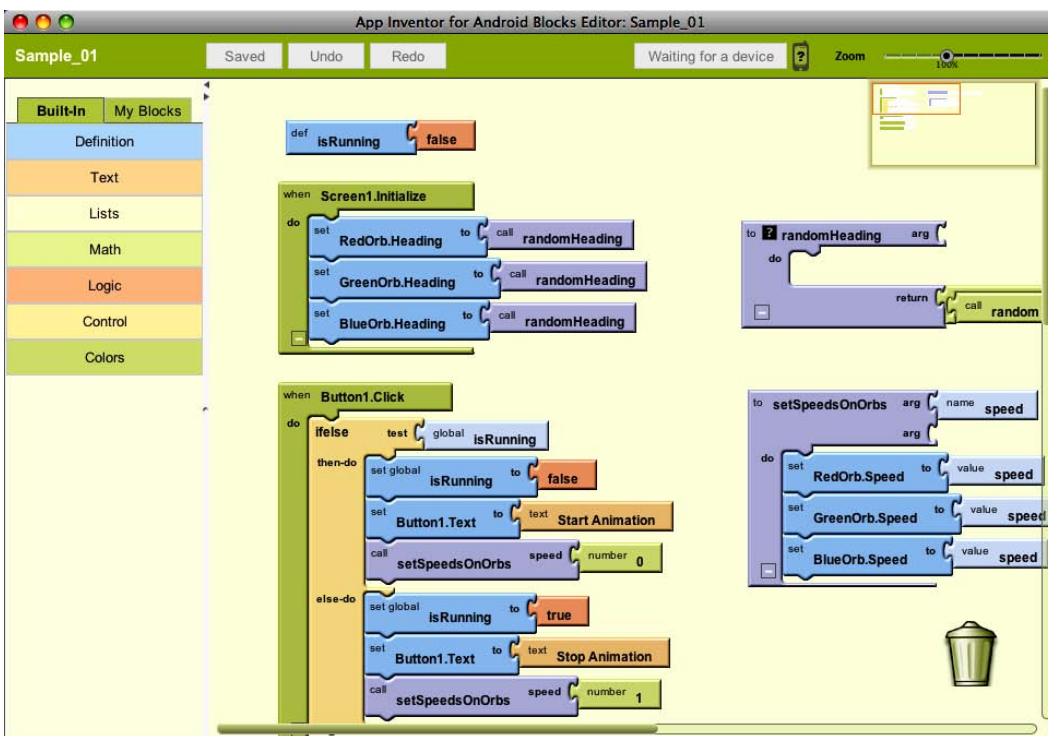 App Inventor for Android Blocks Editor: Sample_01
Sample_01
Saved
Undo
Redo
Waiting for a device
?
Zoom
100%
Built-In
My Blocks
Definition
Text
Lists
Math
Logic
Control
Colors
def isRunning false
when Screen1.Initialize
do
set RedOrb.Heading to call randomHeading
set GreenOrb.Heading to call randomHeading
set BlueOrb.Heading to call randomHeading
to ? randomHeading arg
do
return call random
when Button1.Click
do
ifelse test global isRunning
then-do set global isRunning to false
set Button1.Text to text Start Animation
call setSpeedsOnOrbs speed number 0
else-do set global isRunning to true
set Button1.Text to text Stop Animation
call setSpeedsOnOrbs speed number 1
to setSpeedsOnOrbs arg name speed
arg
do
set RedOrb.Speed to value speed
set GreenOrb.Speed to value speed
set BlueOrb.Speed to value speed